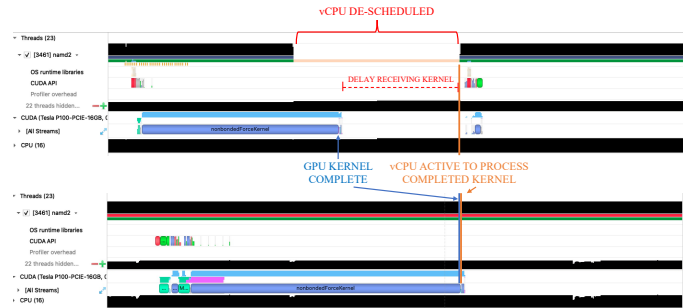 vCPU DE-SCHEDULED
Threads (23)
[3461] namd2
OS runtime libraries
CUDA API
Profiler overhead
22 threads hidden...
DELAY RECEIVING KERNEL
CUDA (Tesla P100-PCIE-16GB, 0
[All Streams]
nonbondedForceKernel
CPU (16)
GPU KERNEL
COMPLETE
vCPU ACTIVE TO PROCESS
COMPLETED KERNEL
Threads (23)
[3461] namd2
OS runtime libraries
CUDA API
Profiler overhead
22 threads hidden...
CUDA (Tesla P100-PCIE-16GB, 0
[All Streams]
nonbondedForceKernel
CPU (16)